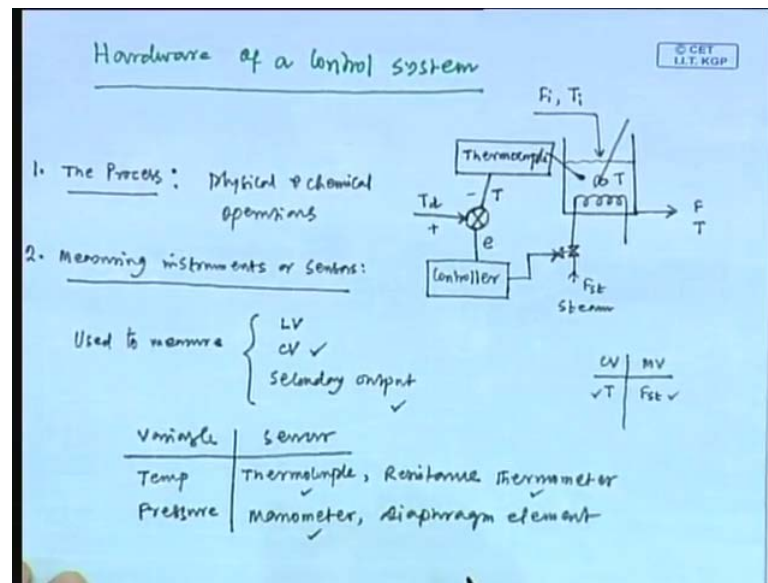 Hardware of a Control system
© CET
I.I.T. KGP
Fi, Ti
Thermocouple
T
Td
-
T
+
e
F
T
Controller
Fst
Steam
1. The Process : physical & chemical
operations
2. Measuring instruments or Sensors:
Used to measure
LV
CV ✓
Secondary output
✓
CV | MV
✓T | Fst ✓
Variable | Sensor
Temp | Thermocouple, Resistance thermometer
✓ ✓
Pressure | Manometer, diaphragm element
✓